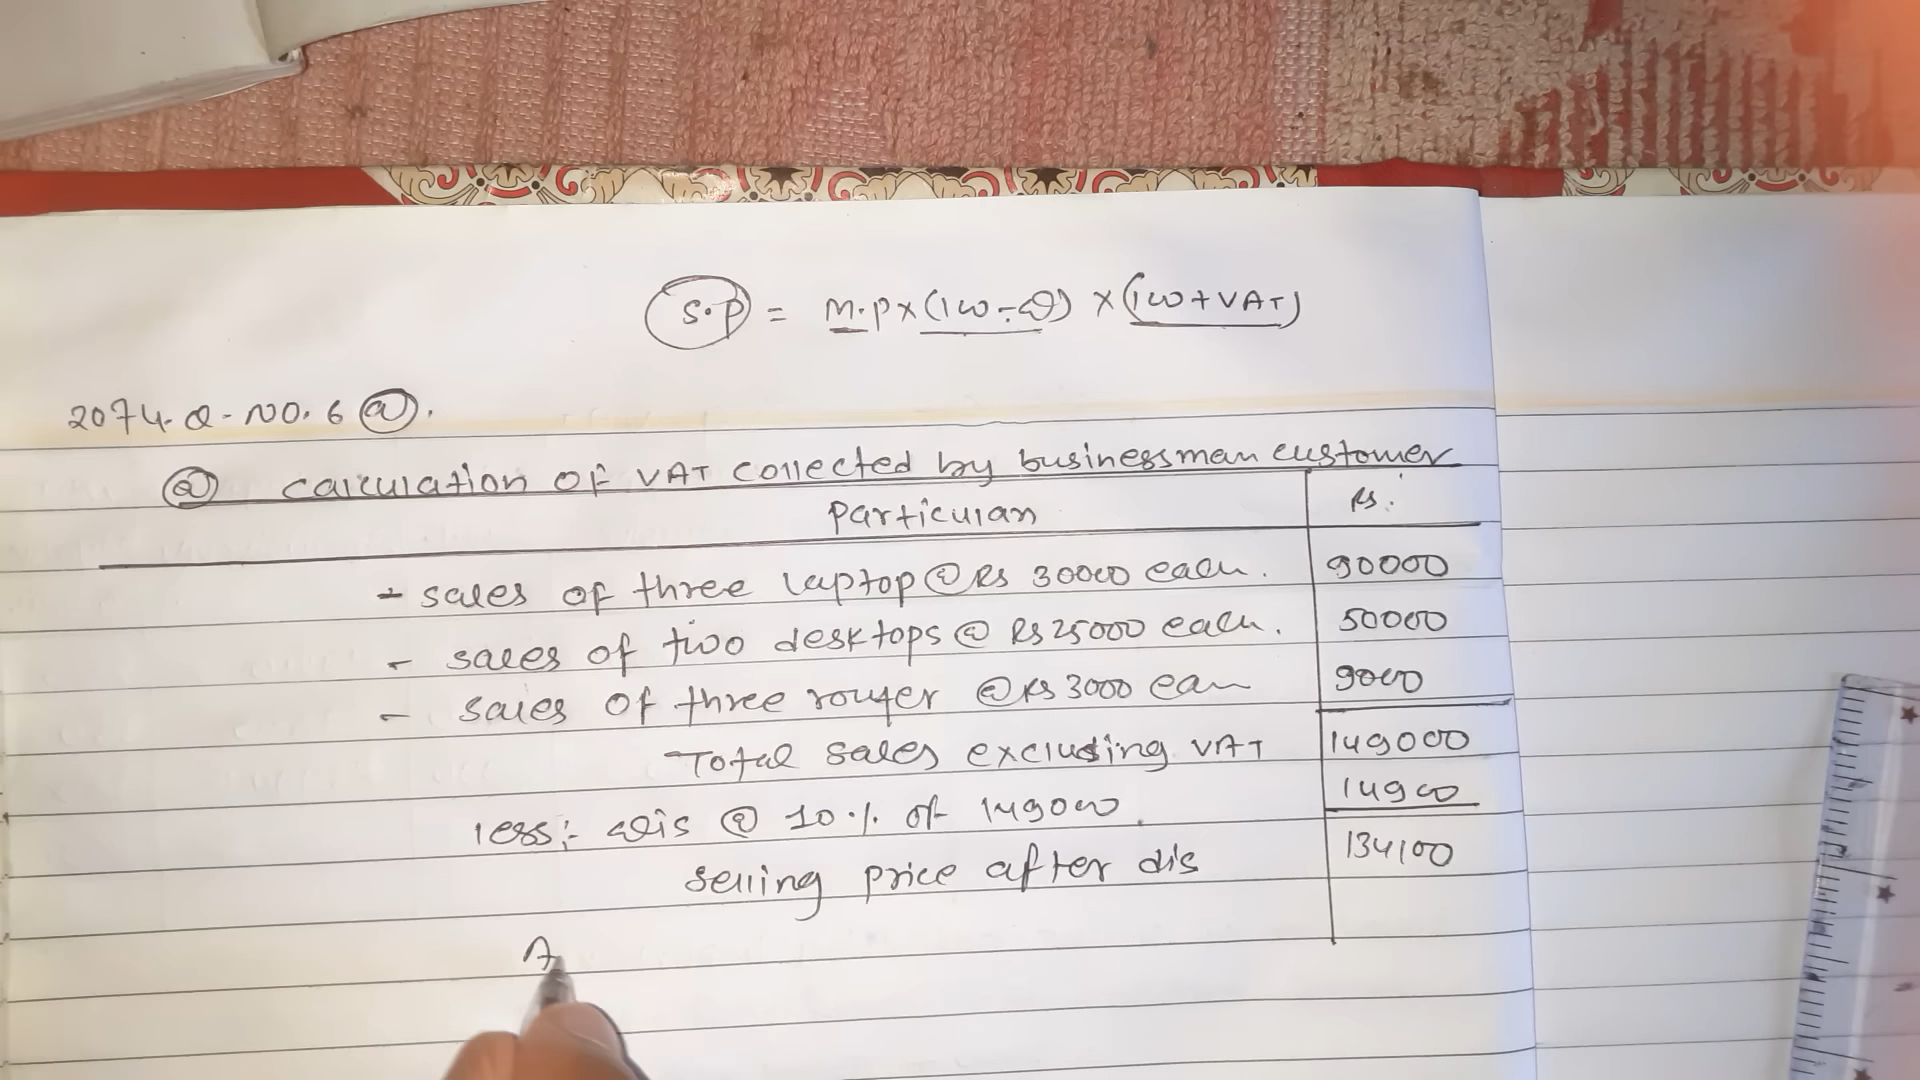 S.P = M.P x (100 - D) x (100 + VAT)
2074. Q. NO. 6 (a).
(a) calculation of VAT collected by businessman customer
particulars Rs.
- sales of three laptop @ Rs 30000 each. 90000
- sales of two desktops @ Rs 25000 each. 50000
- sales of three router @ Rs 3000 each 9000
Total sales excluding VAT 149000
less:- dis @ 10 % of 149000 14900
selling price after dis 134100
A